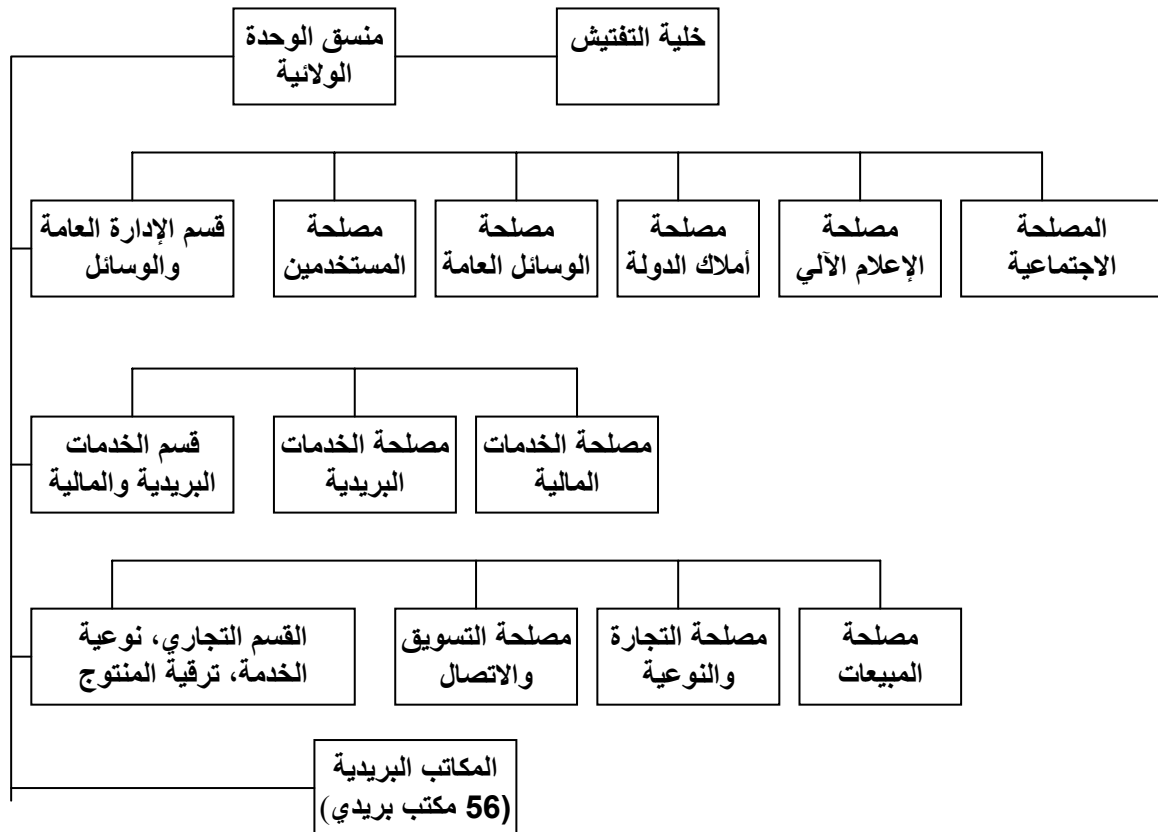 خلية التفتيش
منسق الوحدة
الولائية
قسم الإدارة العامة
والوسائل
مصلحة
المستخدمين
مصلحة
الوسائل العامة
مصلحة
أملاك الدولة
مصلحة
الإعلام الآلي
المصلحة
الاجتماعية
قسم الخدمات
البريدية والمالية
مصلحة الخدمات
البريدية
مصلحة الخدمات
المالية
القسم التجاري، نوعية
الخدمة، ترقية المنتوج
مصلحة التسويق
والاتصال
مصلحة التجارة
والنوعية
مصلحة
المبيعات
المكاتب البريدية
(56 مكتب بريدي)